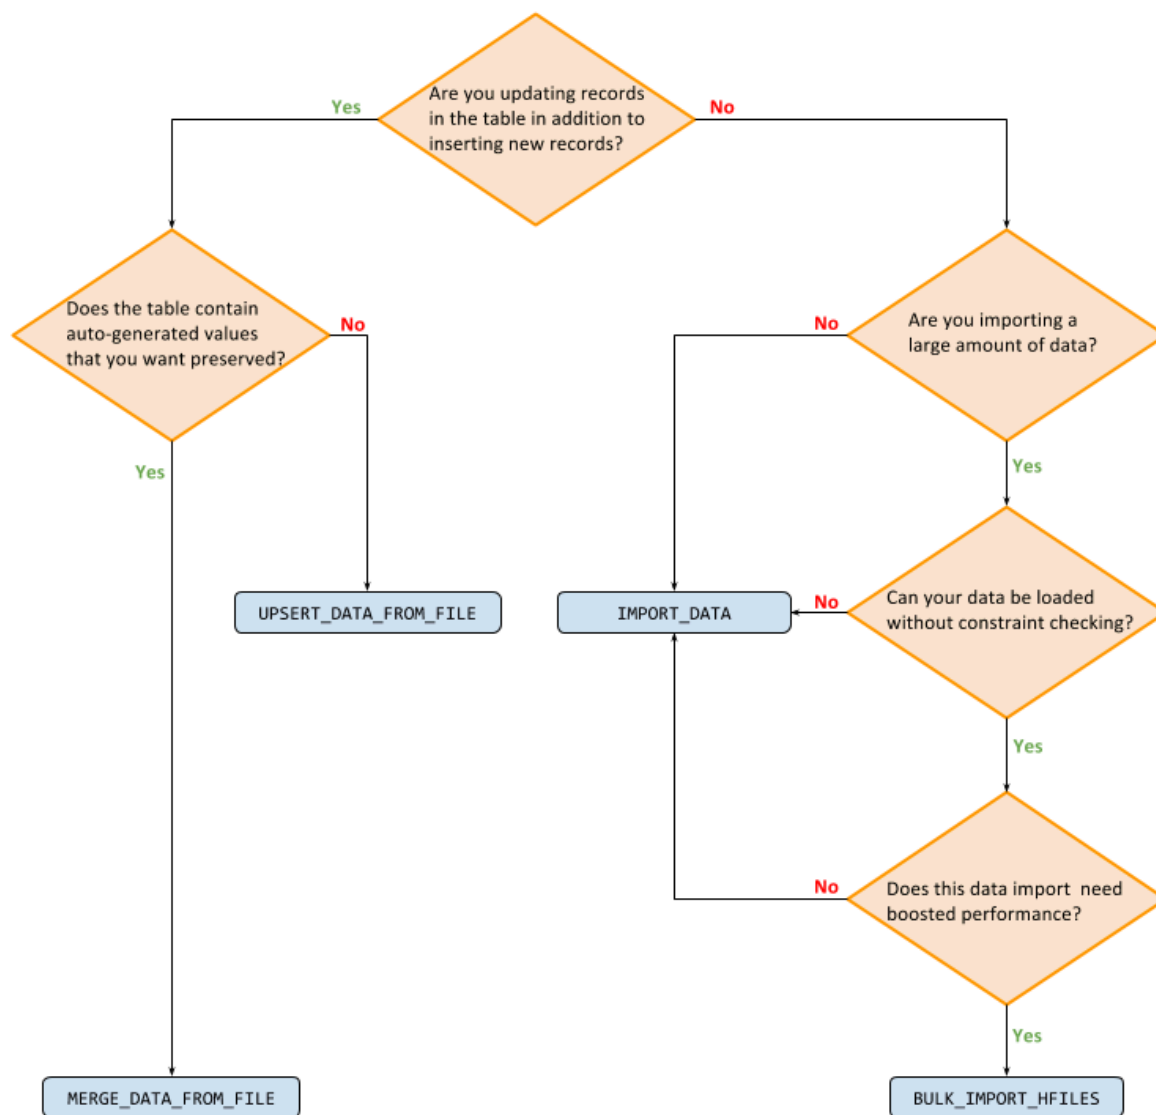 Are you updating records
in the table in addition to
inserting new records?
Yes
No
Does the table contain
auto-generated values
that you want preserved?
No
Yes
No
Are you importing a
large amount of data?
Yes
UPSERT_DATA_FROM_FILE
IMPORT_DATA
No
Can your data be loaded
without constraint checking?
Yes
No
Does this data import  need
boosted performance?
Yes
MERGE_DATA_FROM_FILE
BULK_IMPORT_HFILES